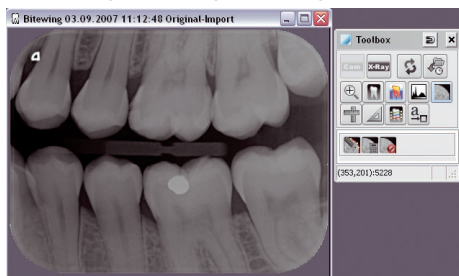 Bitewing 03.09.2007 11:12:48 Original-Import
Toolbox
Cam
X-Ray
a
(353,201):5228